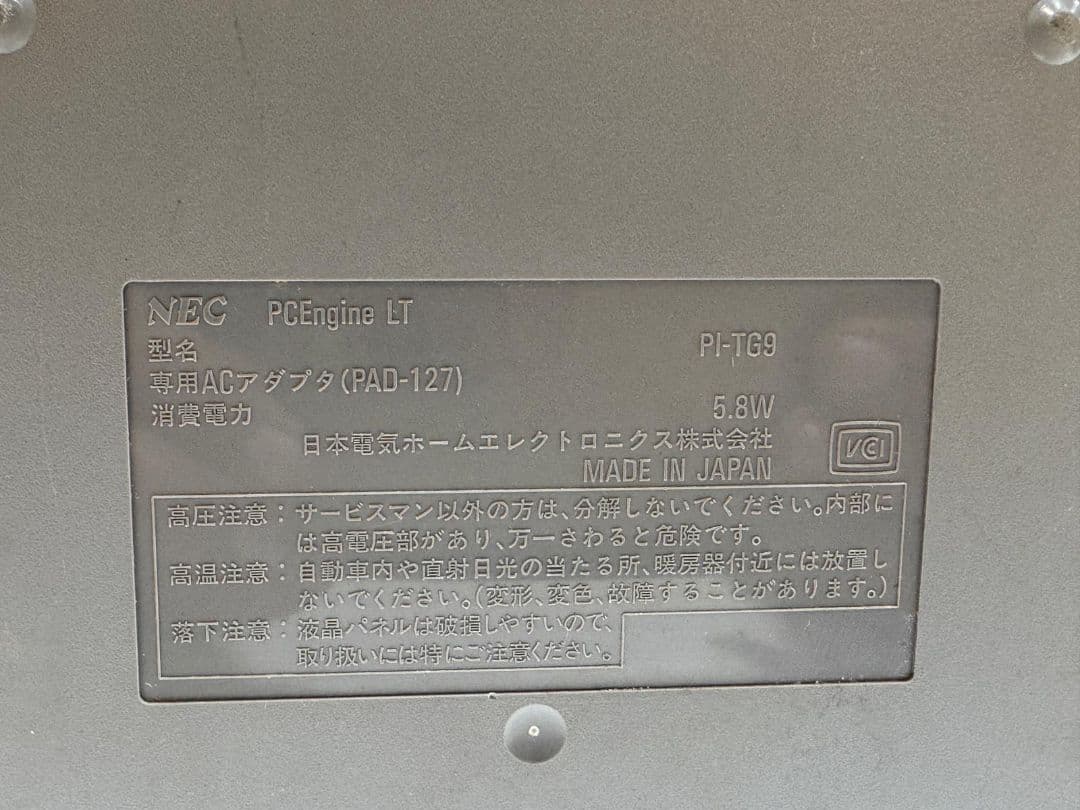 NEC PCEngine LT
型名 PI-TG9
専用ACアダプタ(PAD-127)
消費電力 5.8W
日本電気ホームエレクトロニクス株式会社
MADE IN JAPAN
VCI
高圧注意：サービスマン以外の方は、分解しないでください。内部に
は高電圧部があり、万一さわると危険です。
高温注意：自動車内や直射日光の当たる所、暖房器付近には放置し
ないでください。(変形、変色、故障することがあります。)
落下注意：液晶パネルは破損しやすいので、
取り扱いには特にご注意ください。